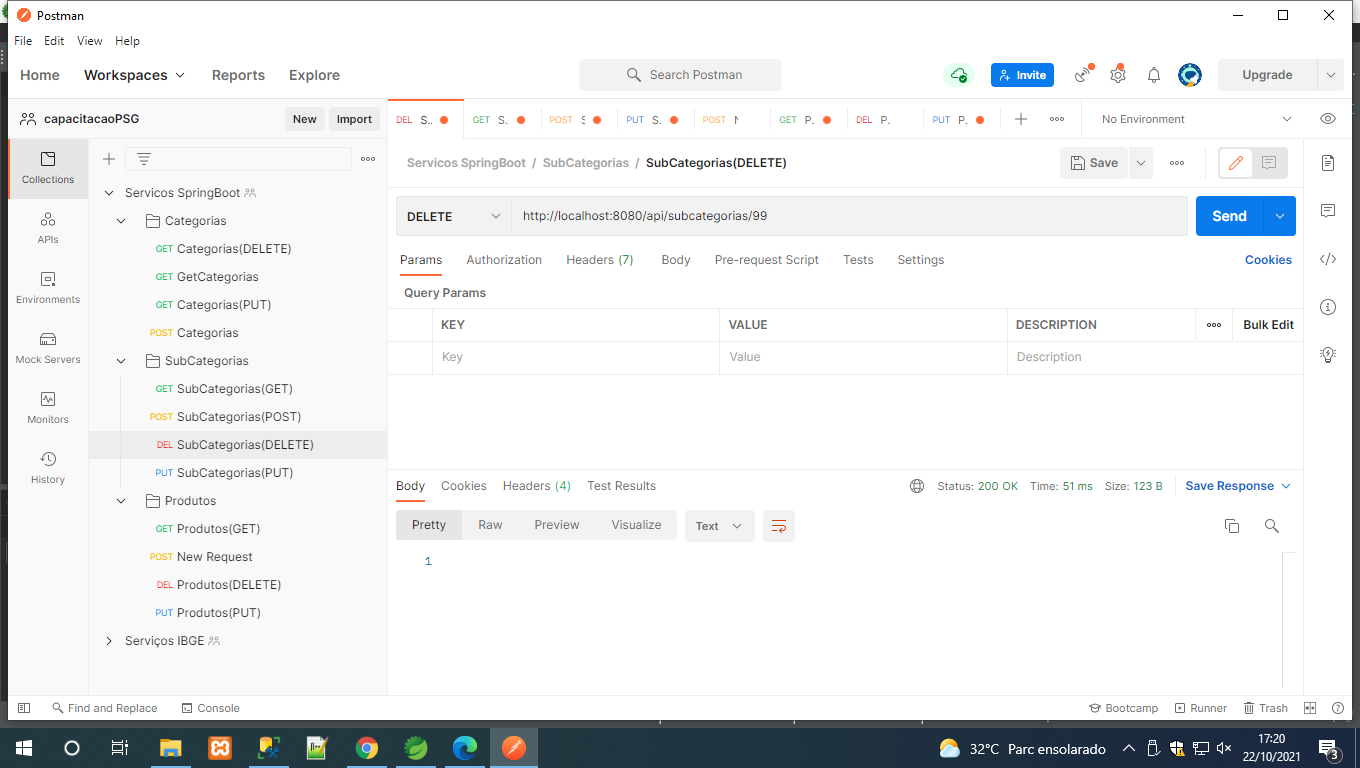 Postman
File Edit View Help
Home Workspaces Reports Explore Search Postman Invite Upgrade
capacitacaoPSG New Import
DEL S.. GET S. POST S PUT S. POST N GET P. DEL P. PUT P. No Environment
Collections
APIs
Environments
Mock Servers
Monitors
History
Servicos SpringBoot
Categorias
GET Categorias(DELETE)
GET GetCategorias
GET Categorias(PUT)
POST Categorias
SubCategorias
GET SubCategorias(GET)
POST SubCategorias(POST)
DEL SubCategorias(DELETE)
PUT SubCategorias(PUT)
Produtos
GET Produtos(GET)
POST New Request
DEL Produtos(DELETE)
PUT Produtos(PUT)
Serviços IBGE
Servicos SpringBoot / SubCategorias / SubCategorias(DELETE) Save
DELETE http://localhost:8080/api/subcategorias/99 Send
Params Authorization Headers (7) Body Pre-request Script Tests Settings Cookies
Query Params
KEY VALUE DESCRIPTION Bulk Edit
Key Value Description
Body Cookies Headers (4) Test Results Status: 200 OK Time: 51 ms Size: 123 B Save Response
Pretty Raw Preview Visualize Text
1
Find and Replace Console Bootcamp Runner Trash
32°C Parc ensolarado 17:20
22/10/2021 3